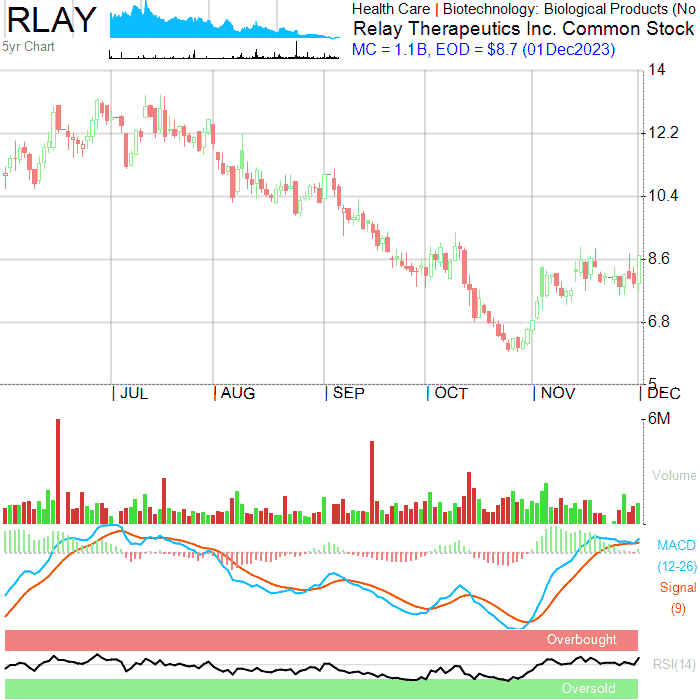 RLAY
5yr Chart
Health Care | Biotechnology: Biological Products (No
Relay Therapeutics Inc. Common Stock
MC = 1.1B, EOD = $8.7 (01Dec2023)
14
12.2
10.4
8.6
6.8
5
| JUL | AUG | SEP | OCT | NOV | DEC
6M
Volume
MACD
(12-26)
Signal
(9)
Overbought
RSI(14)
Oversold